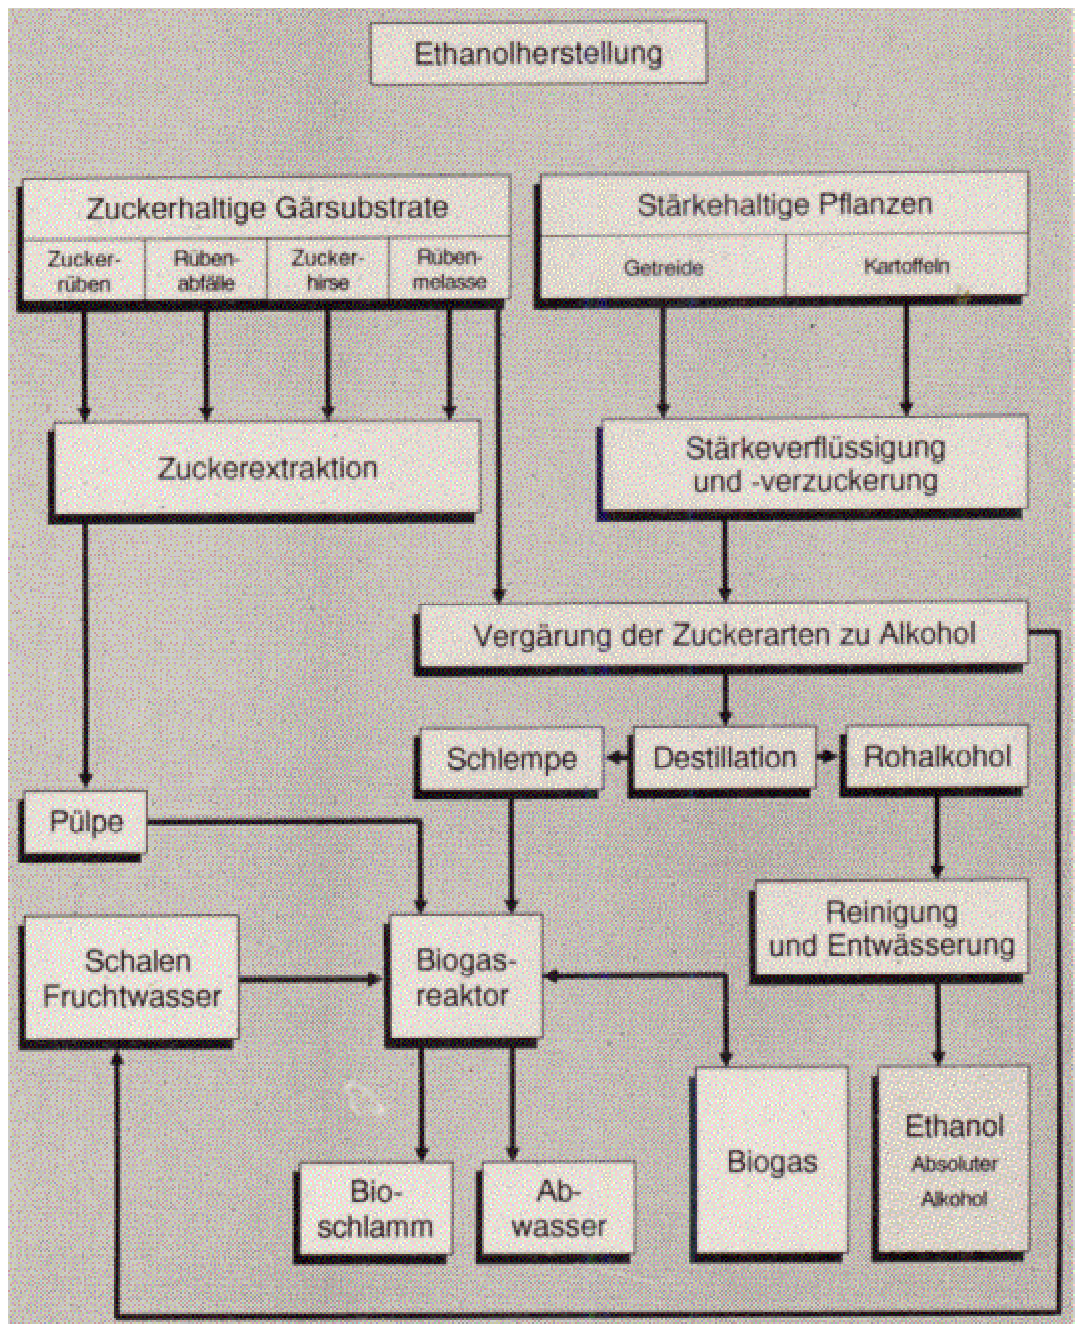 Ethanolherstellung
Zuckerhaltige Gärsubstrate
Zucker-
rüben
Rüben-
abfälle
Zucker-
hirse
Rüben-
melasse
Stärkehaltige Pflanzen
Getreide
Kartoffeln
Zuckerextraktion
Stärkeverflüssigung
und -verzuckerung
Vergärung der Zuckerarten zu Alkohol
Schlempe
Destillation
Rohalkohol
Pülpe
Reinigung
und Entwässerung
Schalen
Fruchtwasser
Biogas-
reaktor
Bio-
schlamm
Ab-
wasser
Biogas
Ethanol
Absoluter
Alkohol